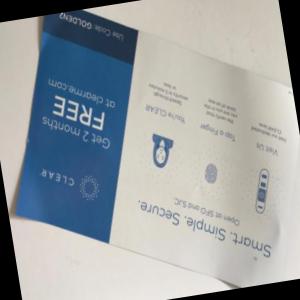 Smart. Simple. Secure.
Open at SFO and SJC.
Visit Us
Tap a Finger
You're CLEAR
CLEAR
Get 2 months
FREE
at clearme.com
Use Code GOLDEN2